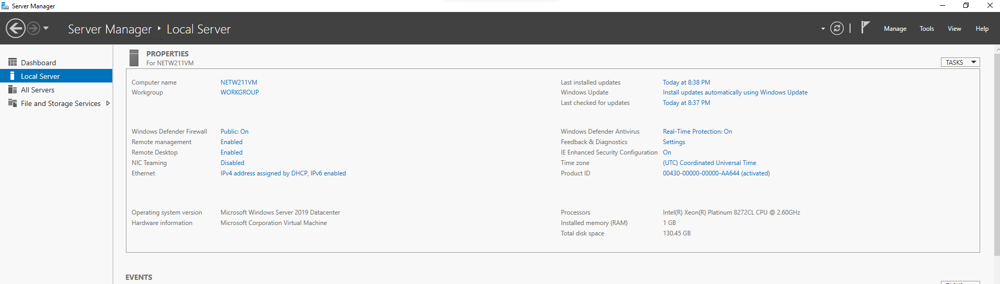 Server Manager
Server Manager ‣ Local Server
Manage Tools View Help
Dashboard
Local Server
All Servers
File and Storage Services
PROPERTIES
For NETW211VM
TASKS
Computer name NETW211VM
Workgroup WORKGROUP
Last installed updates Today at 8:38 PM
Windows Update Install updates automatically using Windows Update
Last checked for updates Today at 8:37 PM
Windows Defender Firewall Public: On
Remote management Enabled
Remote Desktop Enabled
NIC Teaming Disabled
Ethernet IPv4 address assigned by DHCP, IPv6 enabled
Windows Defender Antivirus Real-Time Protection: On
Feedback & Diagnostics Settings
IE Enhanced Security Configuration On
Time zone (UTC) Coordinated Universal Time
Product ID 00430-00000-00000-AA644 (activated)
Operating system version Microsoft Windows Server 2019 Datacenter
Hardware information Microsoft Corporation Virtual Machine
Processors Intel(R) Xeon(R) Platinum 8272CL CPU @ 2.60GHz
Installed memory (RAM) 1 GB
Total disk space 130.45 GB
EVENTS